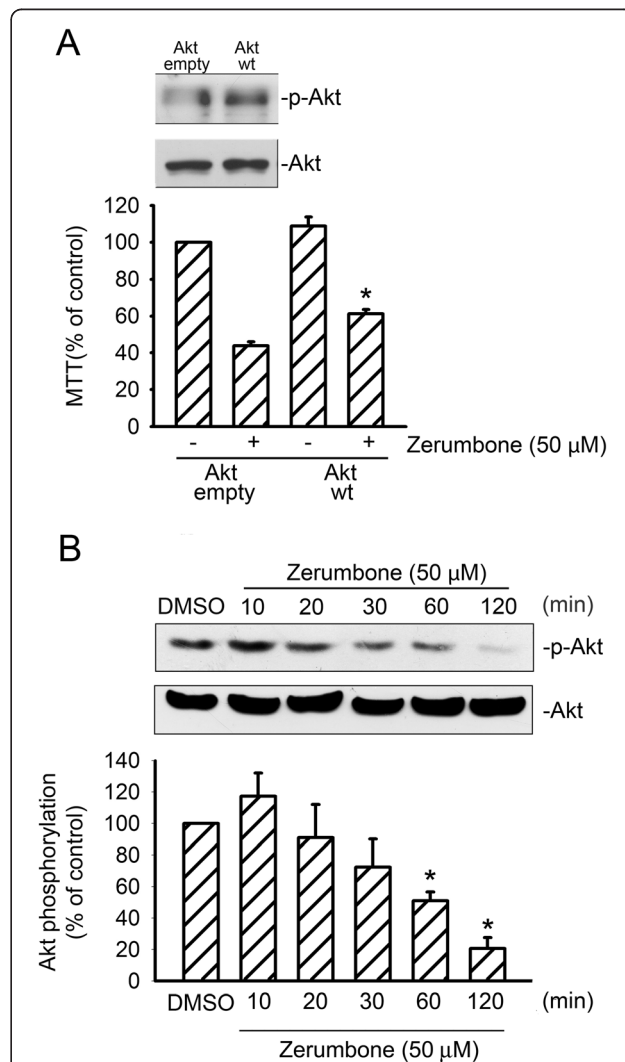 A
Akt Akt
empty wt
-p-Akt
-Akt
MTT(% of control)
120
100
80
60
40
20
0
*
- + - + Zerumbone (50 µM)
Akt Akt
empty wt
B
Zerumbone (50 µM)
DMSO 10 20 30 60 120 (min)
-p-Akt
-Akt
Akt phosphorylation
(% of control)
140
120
100
80
60
40
20
0
*
*
DMSO 10 20 30 60 120 (min)
Zerumbone (50 µM)